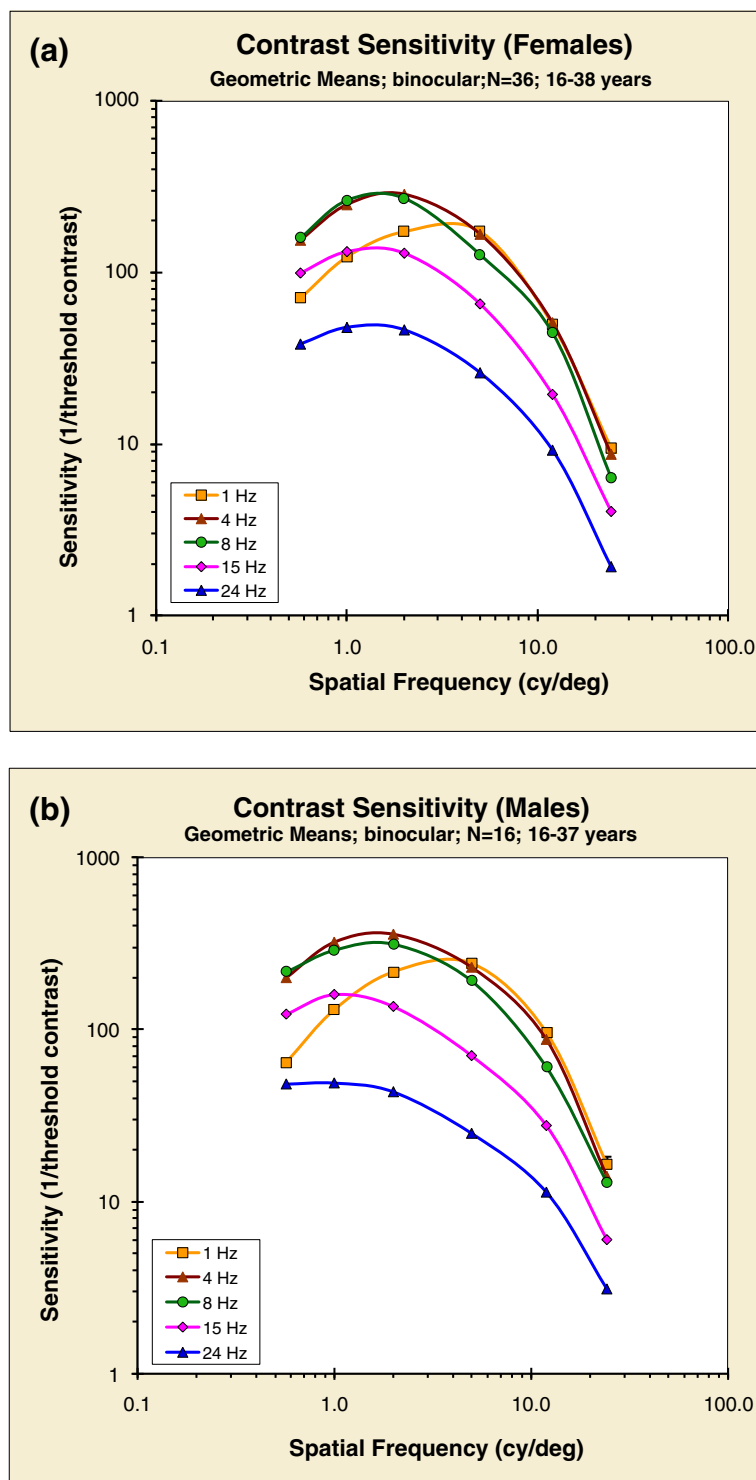 (a)
Contrast Sensitivity (Females)
Geometric Means; binocular;N=36; 16-38 years
Sensitivity (1/threshold contrast)
1000
100
10
1
1 Hz
4 Hz
8 Hz
15 Hz
24 Hz
0.1 1.0 10.0 100.0
Spatial Frequency (cy/deg)
(b)
Contrast Sensitivity (Males)
Geometric Means; binocular; N=16; 16-37 years
Sensitivity (1/threshold contrast)
1000
100
10
1
1 Hz
4 Hz
8 Hz
15 Hz
24 Hz
0.1 1.0 10.0 100.0
Spatial Frequency (cy/deg)